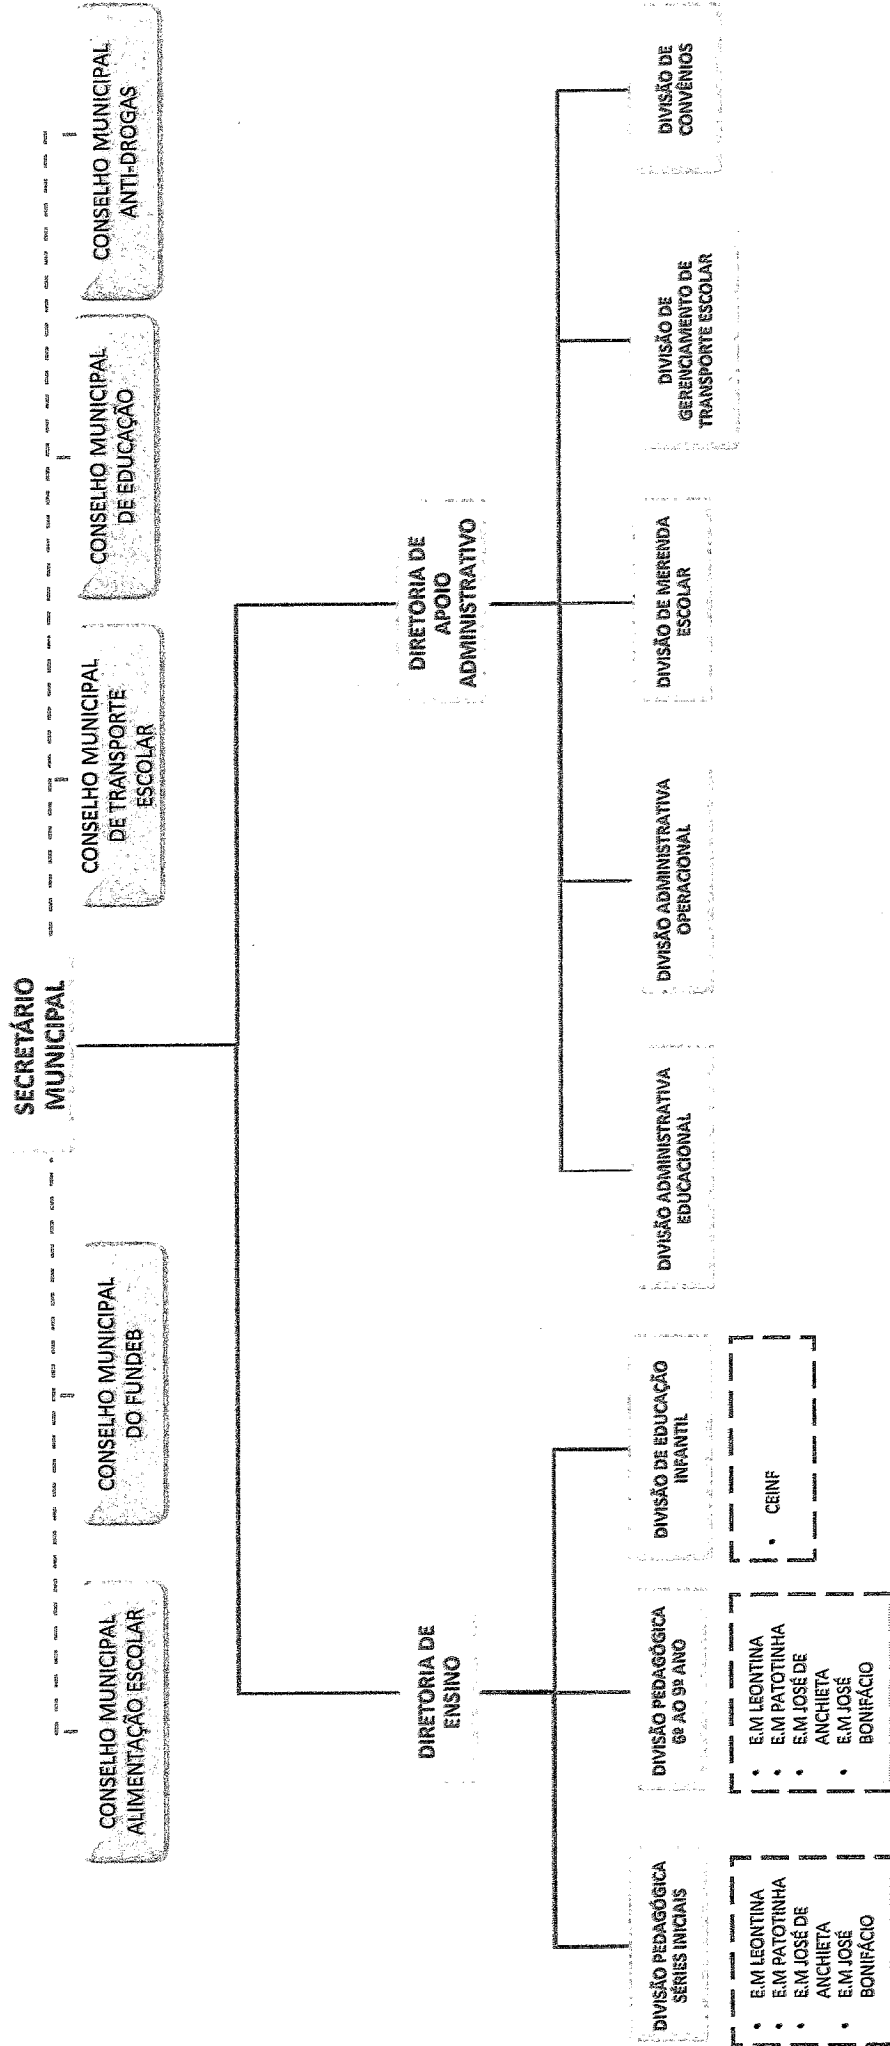 SECRETÁRIO
MUNICIPAL
CONSELHO MUNICIPAL
ALIMENTAÇÃO ESCOLAR
CONSELHO MUNICIPAL
DO FUNDEB
CONSELHO MUNICIPAL
DE TRANSPORTE
ESCOLAR
CONSELHO MUNICIPAL
DE EDUCAÇÃO
CONSELHO MUNICIPAL
ANTI-DROGAS
DIRETORIA DE
ENSINO
DIRETORIA DE
APOIO
ADMINISTRATIVO
DIVISÃO PEDAGÓGICA
SÉRIES INICIAIS
DIVISÃO PEDAGÓGICA
6º AO 9º ANO
DIVISÃO DE EDUCAÇÃO
INFANTIL
DIVISÃO ADMINISTRATIVA
EDUCACIONAL
DIVISÃO ADMINISTRATIVA
OPERACIONAL
DIVISÃO DE MERENDA
ESCOLAR
DIVISÃO DE
GERENCIAMENTO DE
TRANSPORTE ESCOLAR
DIVISÃO DE
CONVÊNIOS
• E.M LEONTINA
• E.M PATOTINHA
• E.M JOSÉ DE
ANCHIETA
• E.M JOSÉ
BONIFÁCIO
• E.M LEONTINA
• E.M PATOTINHA
• E.M JOSÉ DE
ANCHIETA
• E.M JOSÉ
BONIFÁCIO
• CEINF